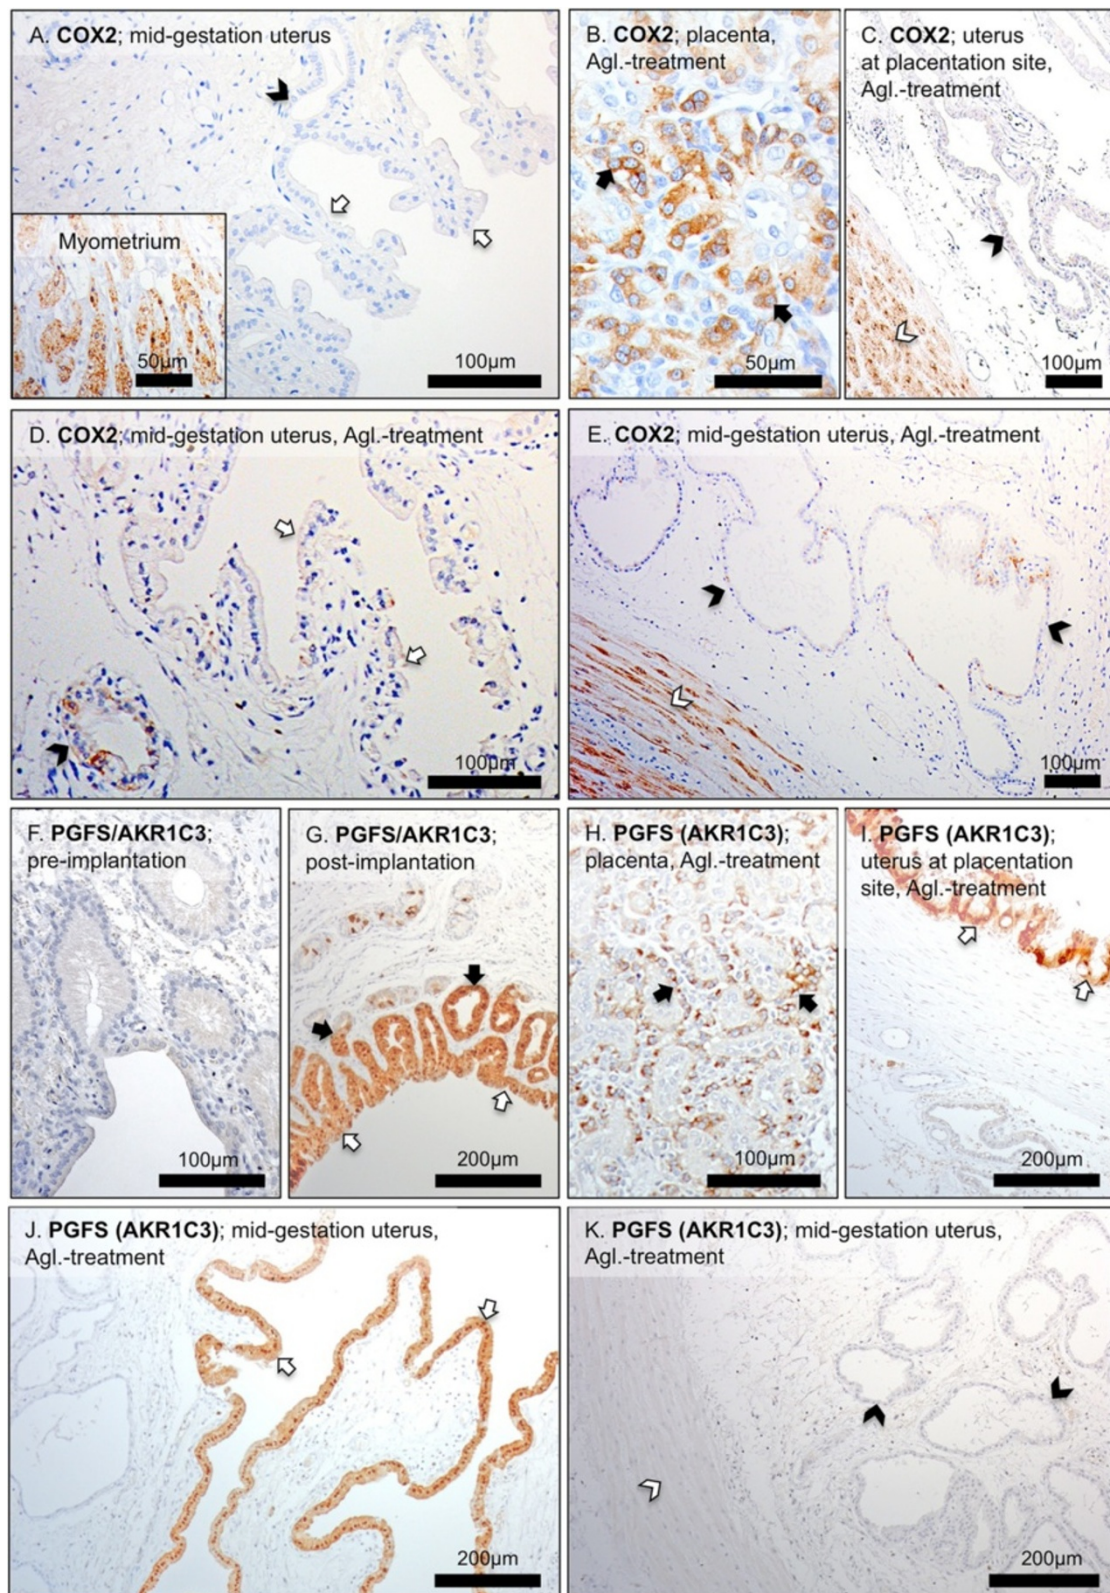 A. COX2; mid-gestation uterus
Myometrium
50µm
100µm
B. COX2; placenta,
Agl.-treatment
50µm
C. COX2; uterus
at placentation site,
Agl.-treatment
100µm
D. COX2; mid-gestation uterus, Agl.-treatment
100µm
E. COX2; mid-gestation uterus, Agl.-treatment
100µm
F. PGFS/AKR1C3;
pre-implantation
100µm
G. PGFS/AKR1C3;
post-implantation
200µm
H. PGFS (AKR1C3);
placenta, Agl.-treatment
100µm
I. PGFS (AKR1C3);
uterus at placentation
site, Agl.-treatment
200µm
J. PGFS (AKR1C3); mid-gestation uterus,
Agl.-treatment
200µm
K. PGFS (AKR1C3); mid-gestation uterus,
Agl.-treatment
200µm